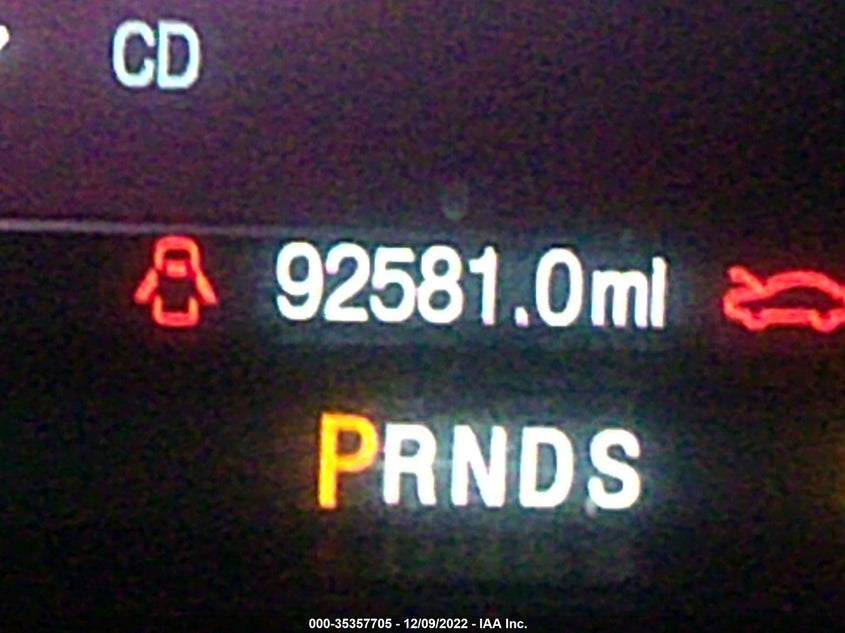 CD
92581.0mi
PRNDS
000-35357705 - 12/09/2022 - IAA Inc.